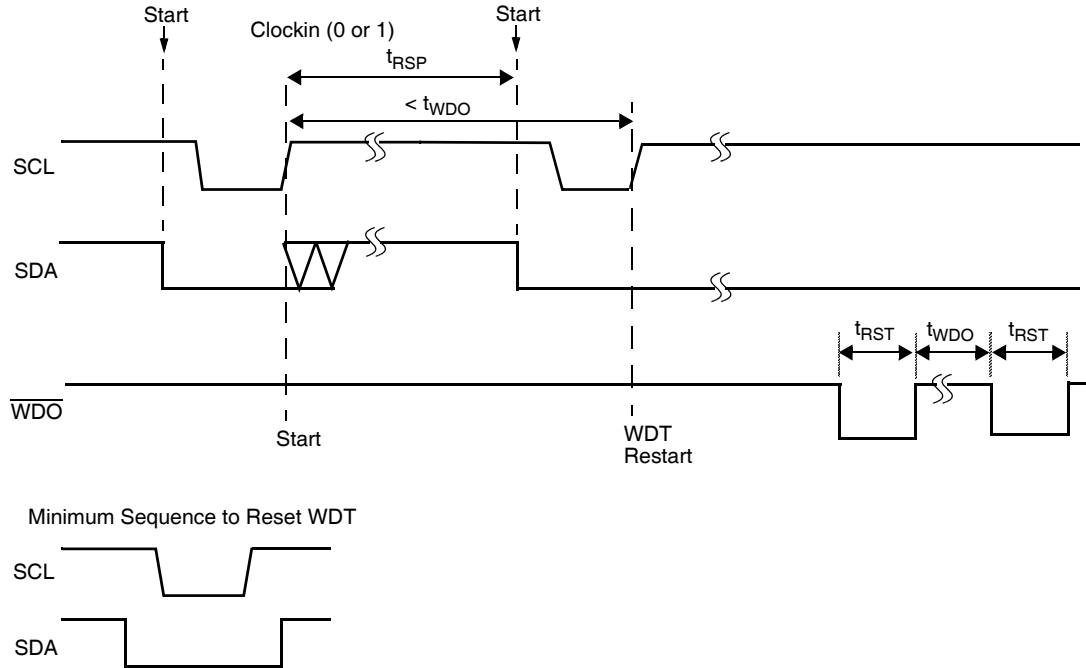 Start
Start
Clockin (0 or 1)
tRSP
< tWDO
SCL
SDA
tRST
tWDO
tRST
WDO
Start
WDT
Restart
Minimum Sequence to Reset WDT
SCL
SDA